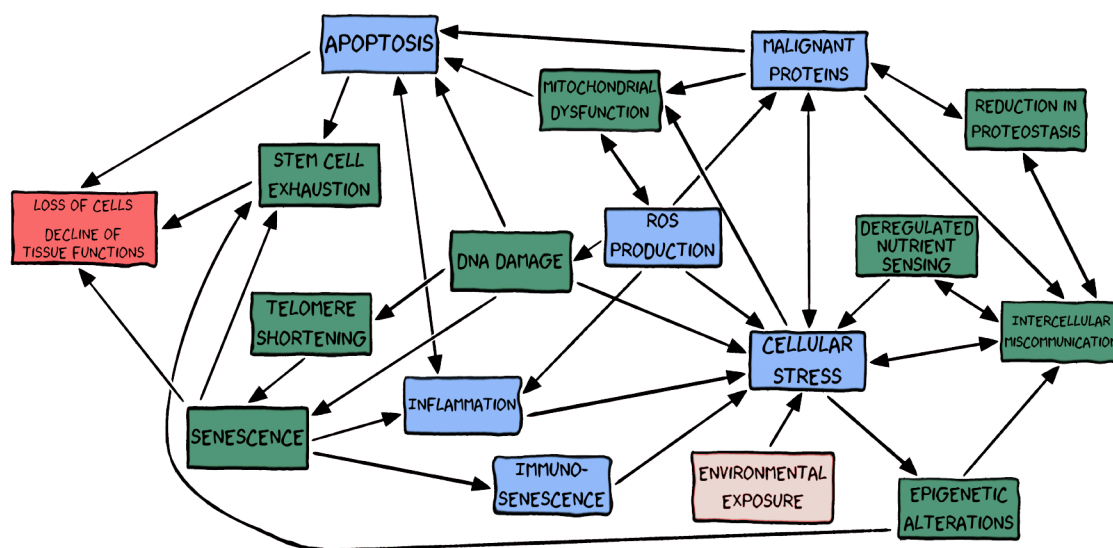 APOPTOSIS
MALIGNANT
PROTEINS
MITOCHONDRIAL
DYSFUNCTION
REDUCTION IN
PROTEOSTASIS
STEM CELL
EXHAUSTION
LOSS OF CELLS
DECLINE OF
TISSUE FUNCTIONS
ROS
PRODUCTION
DNA DAMAGE
DEREGULATED
NUTRIENT
SENSING
TELOMERE
SHORTENING
INTERCELLULAR
MISCOMMUNICATION
CELLULAR
STRESS
INFLAMMATION
SENESCENCE
IMMUNO-
SENESCENCE
ENVIRONMENTAL
EXPOSURE
EPIGENETIC
ALTERATIONS